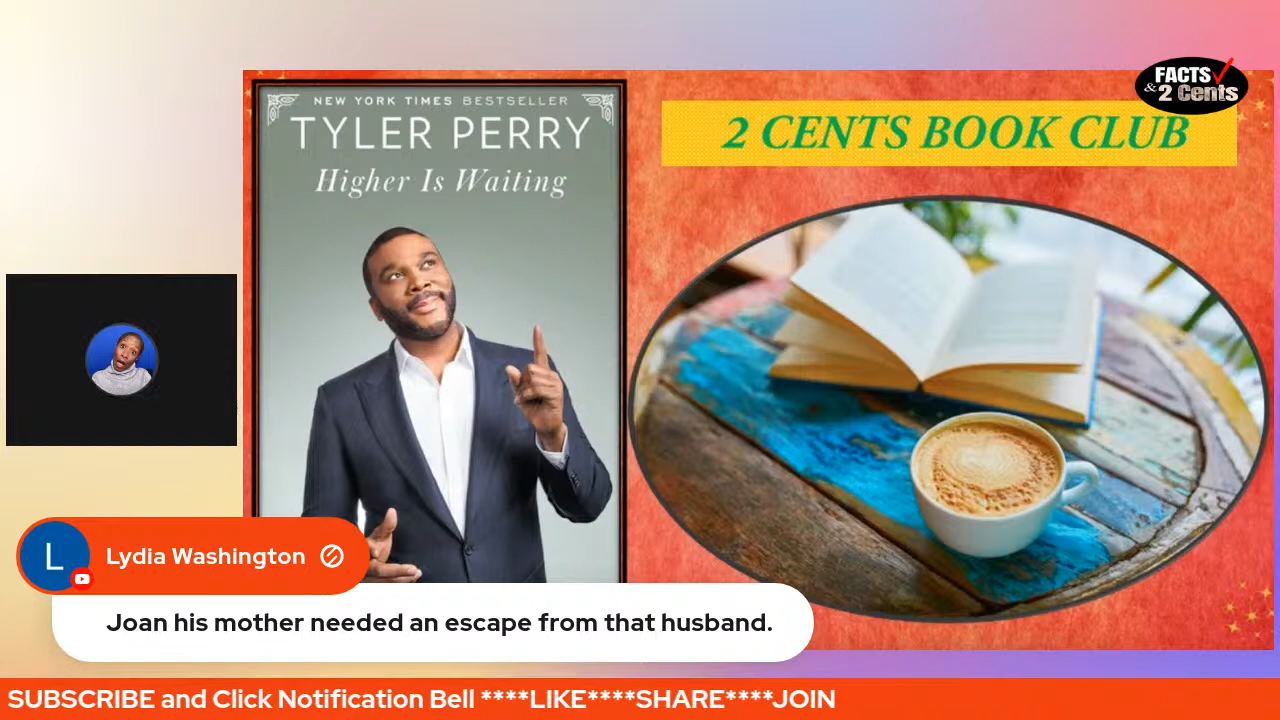 NEW YORK TIMES BESTSELLER
TYLER PERRY
Higher Is Waiting
FACTS
& 2 Cents
2 CENTS BOOK CLUB
L
Lydia Washington
Joan his mother needed an escape from that husband.
SUBSCRIBE and Click Notification Bell ****LIKE****SHARE****JOIN